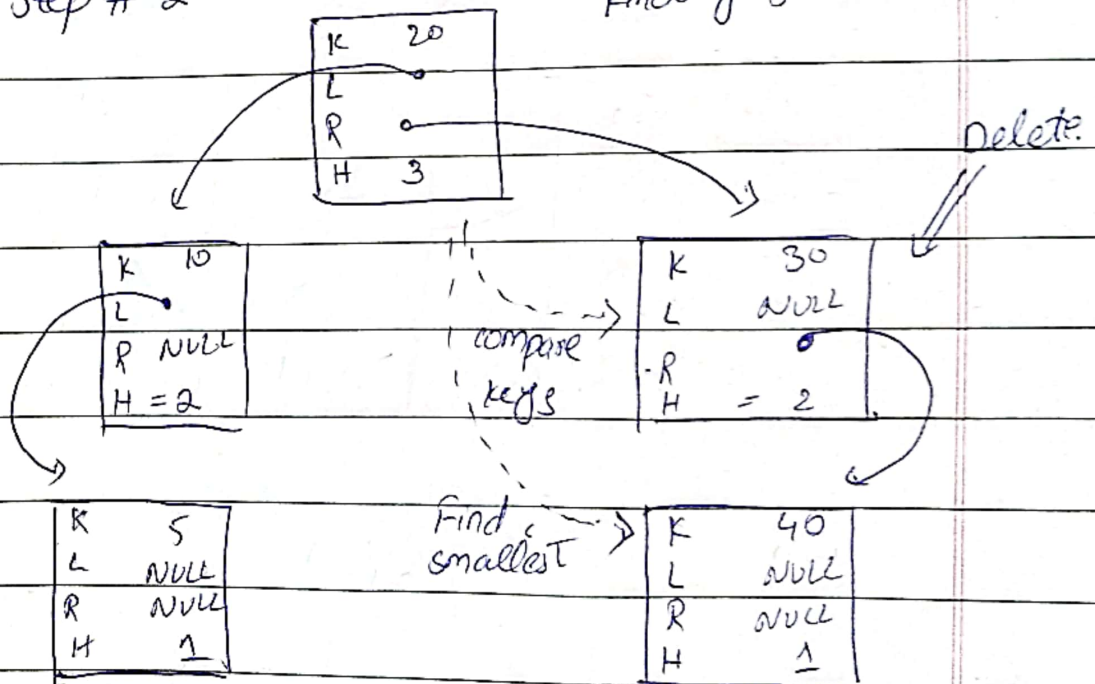 Step # 2
K 20
L
R
H 3
Delete.
K 10
L
R NULL
H = 2
compare
keys
K 30
L NULL
R
H = 2
K 5
L NULL
R NULL
H 1
Find
smallest
K 40
L NULL
R NULL
H 1